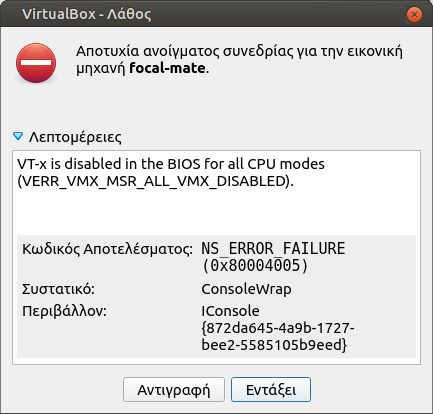 VirtualBox - Λάθος
Αποτυχία ανοίγματος συνεδρίας για την εικονική
μηχανή focal-mate.
Λεπτομέρειες
VT-x is disabled in the BIOS for all CPU modes
(VERR_VMX_MSR_ALL_VMX_DISABLED).
Κωδικός Αποτελέσματος: NS_ERROR_FAILURE
(0x80004005)
Συστατικό: ConsoleWrap
Περιβάλλον: IConsole
{872da645-4a9b-1727-
bee2-5585105b9eed}
Αντιγραφή Εντάξει